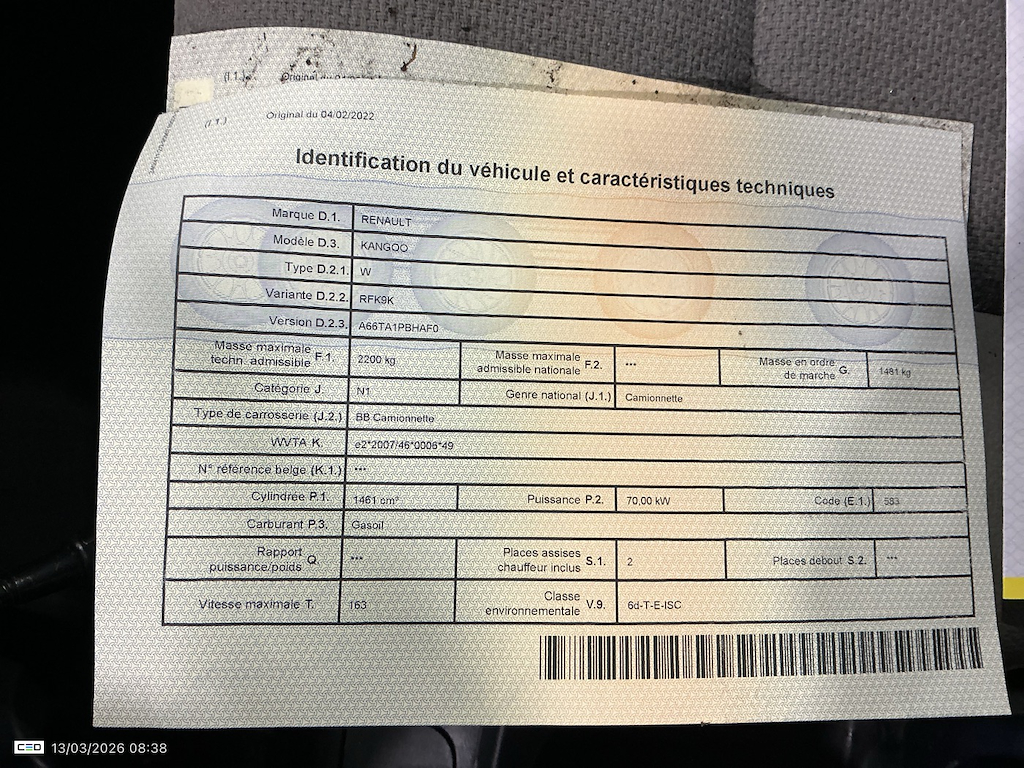 (I.1.)
Original du
(I.1.)
Original du 04/02/2022
Identification du véhicule et caractéristiques techniques
Marque D.1. RENAULT
Modèle D.3. KANGOO
Type D.2.1. W
Variante D.2.2. RFK9K
Version D.2.3. A66TA1PBHAF0
Masse maximale techn. admissible F.1. 2200 kg Masse maximale admissible nationale F.2. *** Masse en ordre de marche G. 1481 kg
Catégorie J. N1 Genre national (J.1.) Camionnette
Type de carrosserie (J.2.) BB Camionnette
WVTA K. e2*2007/46*0006*49
N° référence belge (K.1.) ***
Cylindrée P.1. 1461 cm³ Puissance P.2. 70,00 kW Code (E.1.) 583
Carburant P.3. Gasoil
Rapport puissance/poids Q. *** Places assises chauffeur inclus S.1. 2 Places debout S.2. ***
Vitesse maximale T. 163 Classe environnementale V.9. 6d-T-E-ISC
CEO 13/03/2026 08:38